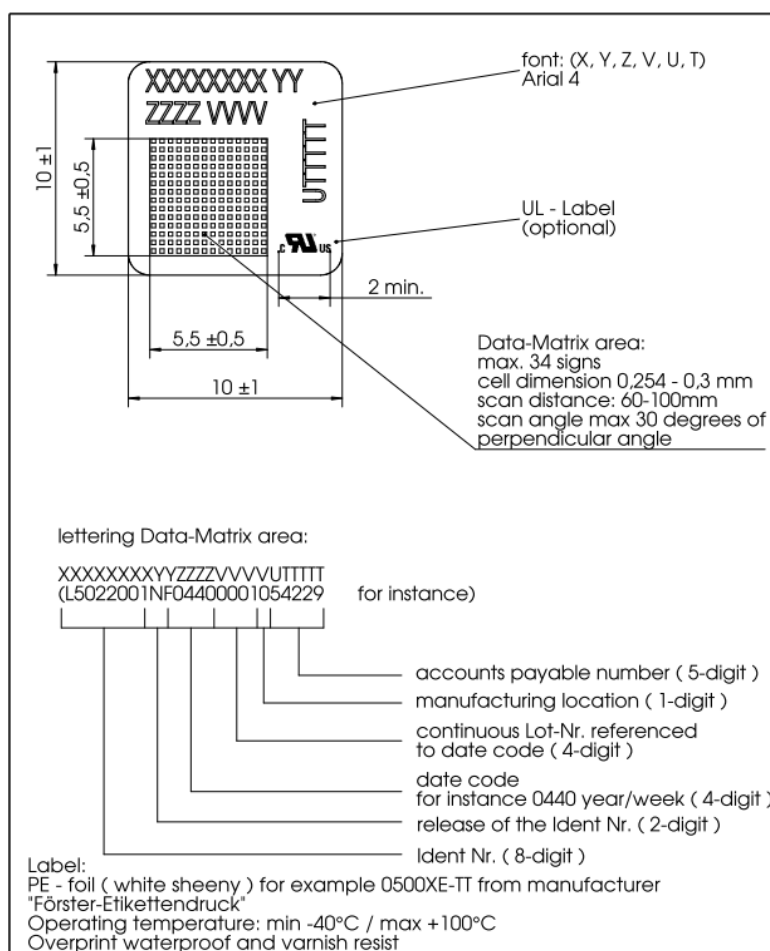 XXXXXXXX YY
ZZZZ VVVV
UTTTTT
font: (X, Y, Z, V, U, T)
Arial 4
10 ±1
5,5 ±0,5
UL - Label
(optional)
C RU US
2 min.
5,5 ±0,5
10 ±1
Data-Matrix area:
max. 34 signs
cell dimension 0,254 - 0,3 mm
scan distance: 60-100mm
scan angle max 30 degrees of
perpendicular angle
lettering Data-Matrix area:
XXXXXXXXYYZZZZVVVVUTTTTT
(L5022001NF04400001054229 for instance)
accounts payable number ( 5-digit )
manufacturing location ( 1-digit )
continuous Lot-Nr. referenced
to date code ( 4-digit )
date code
for instance 0440 year/week ( 4-digit )
release of the Ident Nr. ( 2-digit )
Ident Nr. ( 8-digit )
Label:
PE - foil ( white sheeny ) for example 0500XE-TT from manufacturer
"Förster-Etikettendruck"
Operating temperature: min -40°C / max +100°C
Overprint waterproof and varnish resist